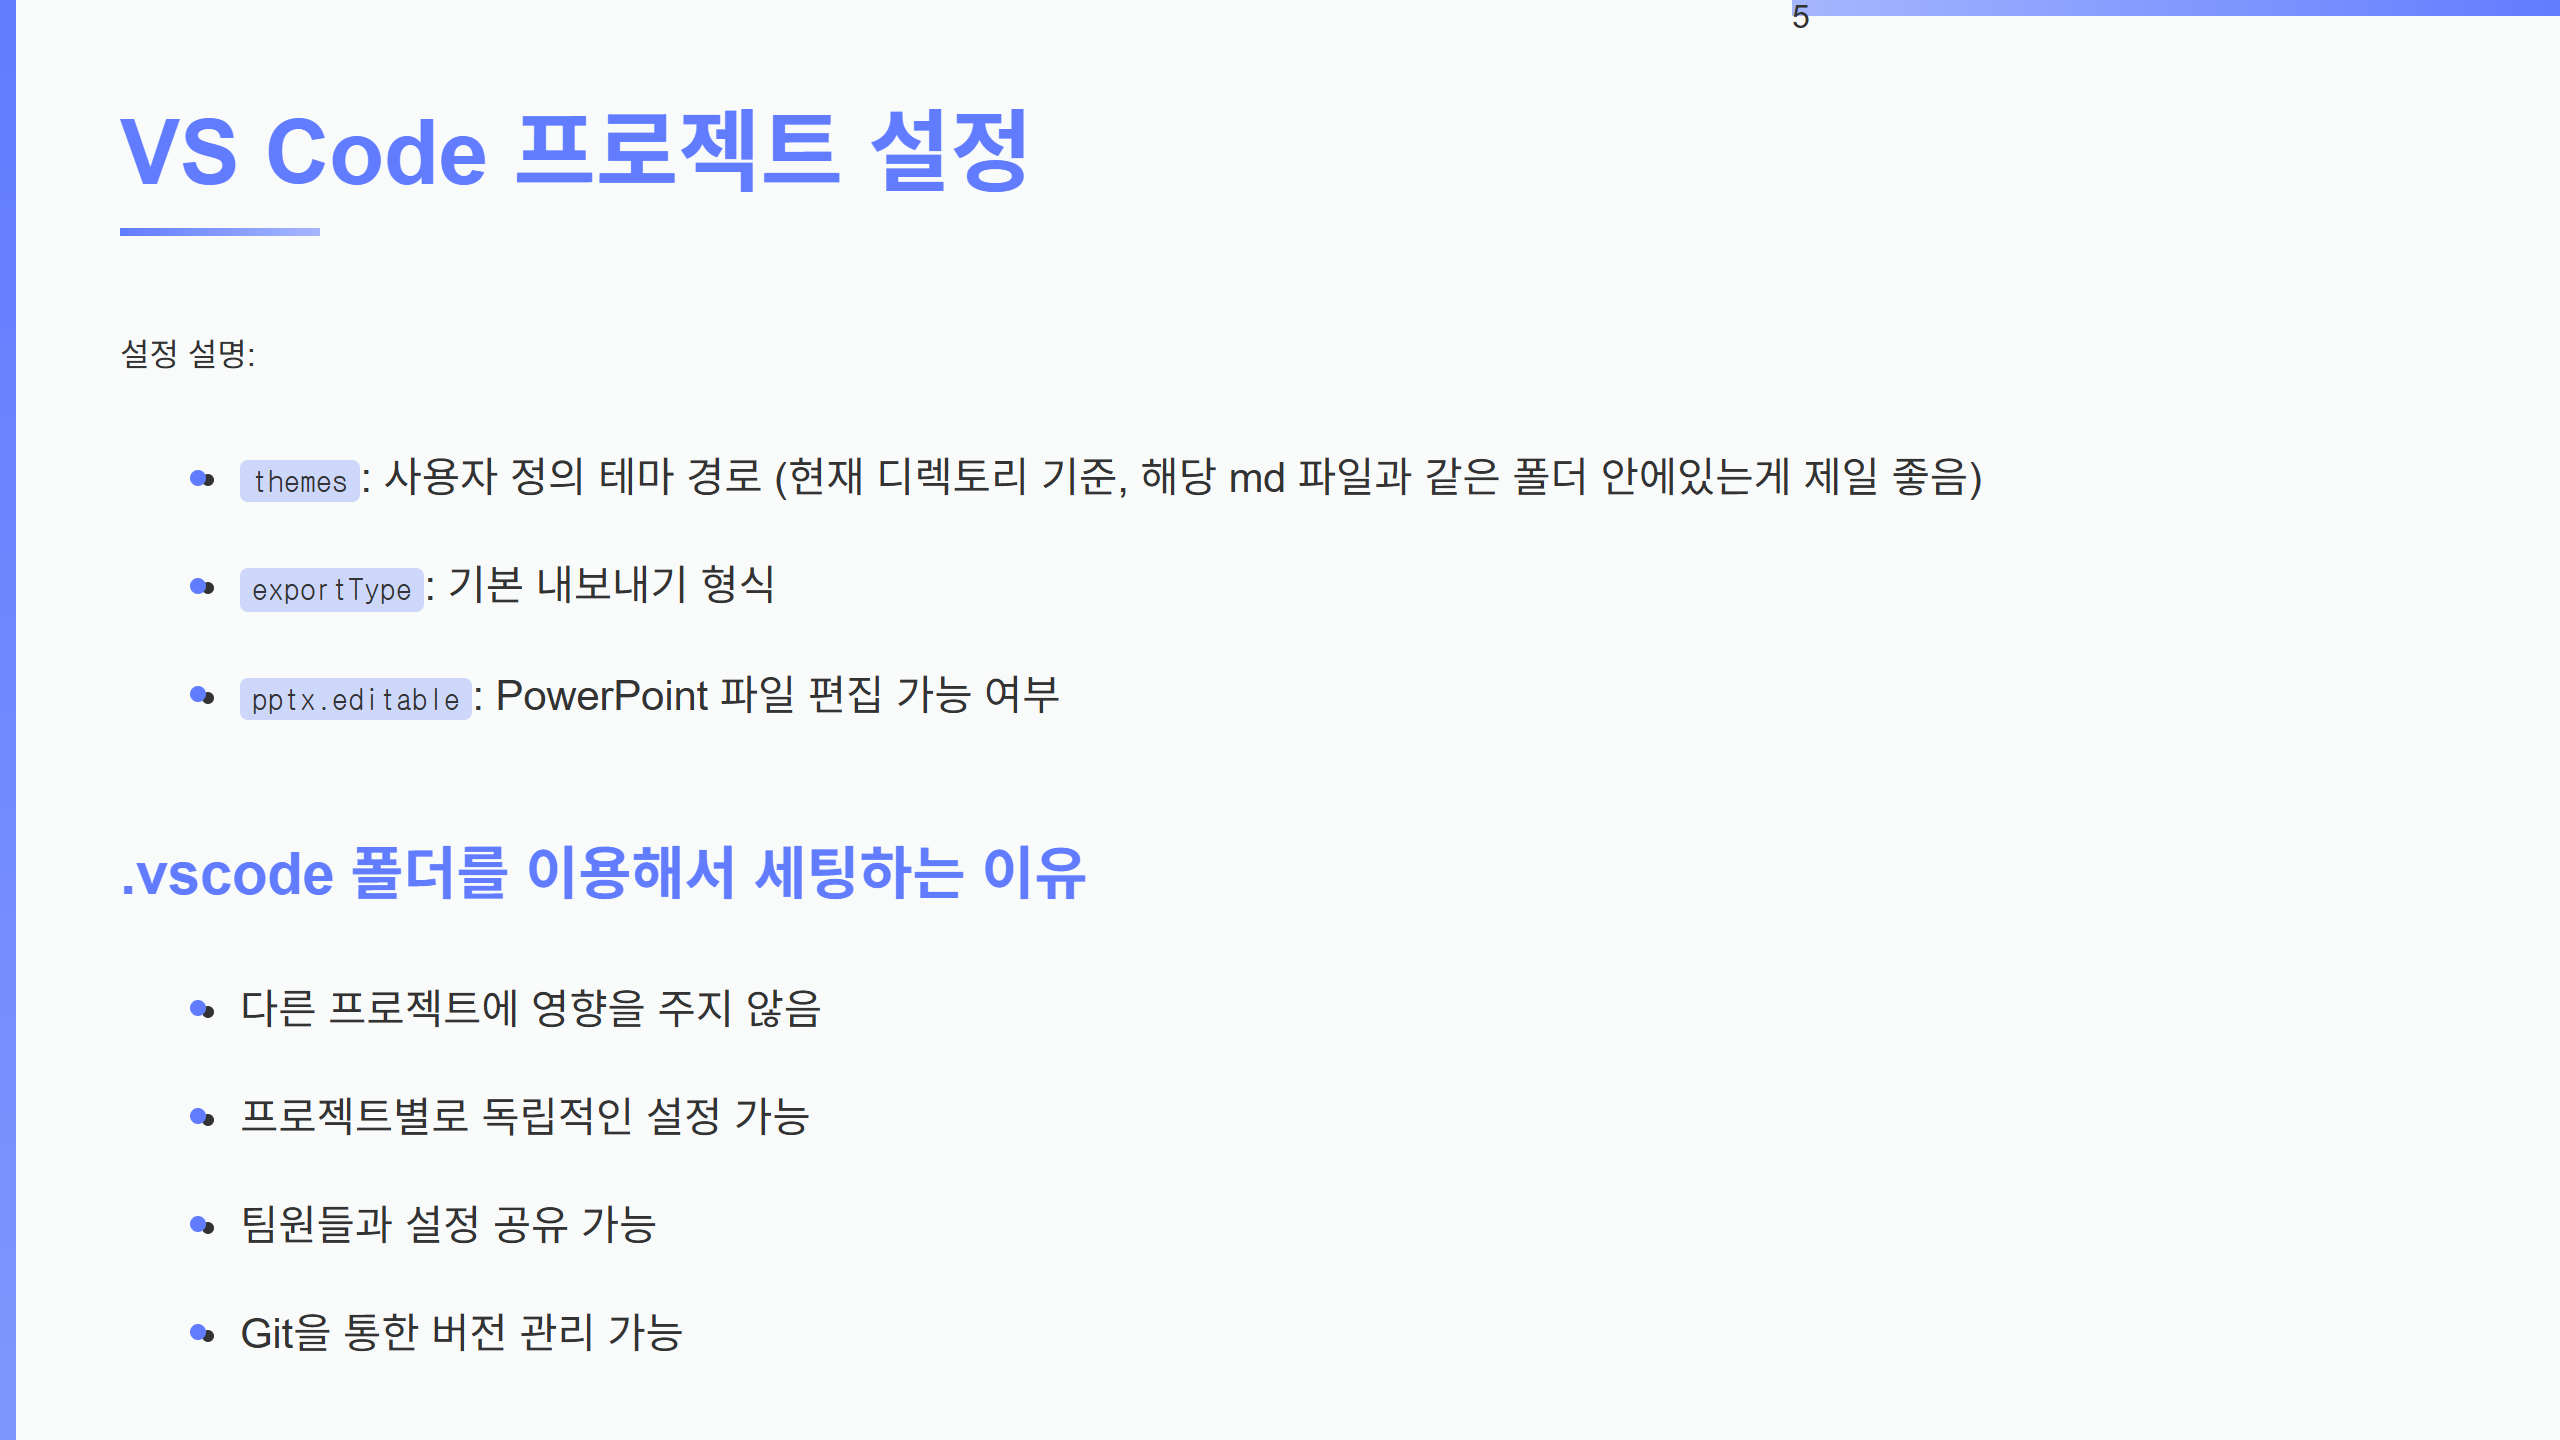 5
VS Code 프로젝트 설정
설정 설명:
themes: 사용자 정의 테마 경로 (현재 디렉토리 기준, 해당 md 파일과 같은 폴더 안에있는게 제일 좋음)
exportType: 기본 내보내기 형식
pptx.editable: PowerPoint 파일 편집 가능 여부
.vscode 폴더를 이용해서 세팅하는 이유
다른 프로젝트에 영향을 주지 않음
프로젝트별로 독립적인 설정 가능
팀원들과 설정 공유 가능
Git을 통한 버전 관리 가능